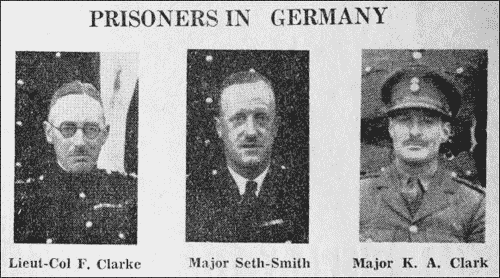 PRISONERS IN GERMANY
Lieut-Col F. Clarke
Major Seth-Smith
Major K. A. Clark